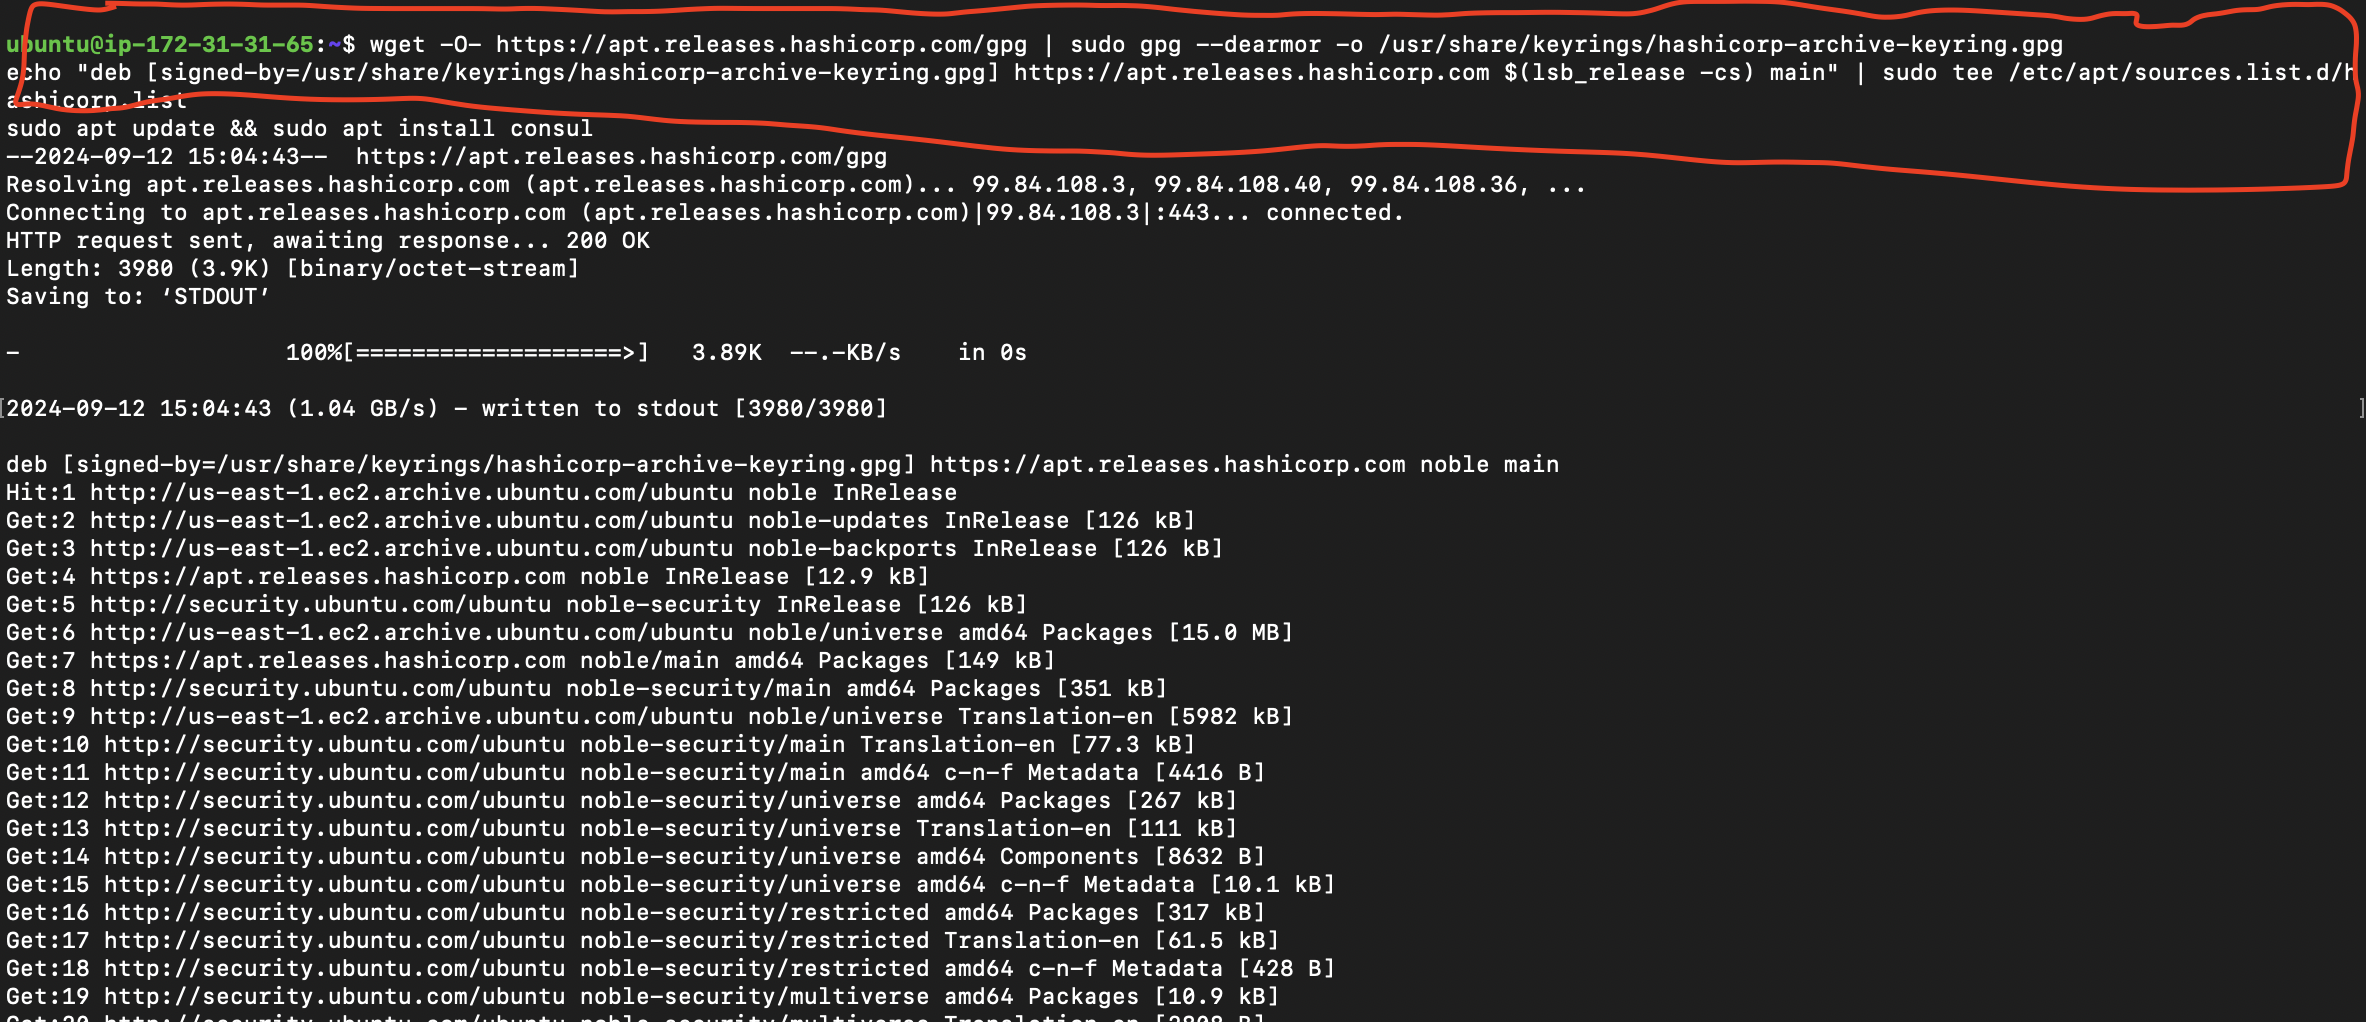 ubuntu@ip-172-31-31-65:~$ wget -O- https://apt.releases.hashicorp.com/gpg | sudo gpg --dearmor -o /usr/share/keyrings/hashicorp-archive-keyring.gpg
echo "deb [signed-by=/usr/share/keyrings/hashicorp-archive-keyring.gpg] https://apt.releases.hashicorp.com $(lsb_release -cs) main" | sudo tee /etc/apt/sources.list.d/h
ashicorp.list
sudo apt update && sudo apt install consul
--2024-09-12 15:04:43--  https://apt.releases.hashicorp.com/gpg
Resolving apt.releases.hashicorp.com (apt.releases.hashicorp.com)... 99.84.108.3, 99.84.108.40, 99.84.108.36, ...
Connecting to apt.releases.hashicorp.com (apt.releases.hashicorp.com)|99.84.108.3|:443... connected.
HTTP request sent, awaiting response... 200 OK
Length: 3980 (3.9K) [binary/octet-stream]
Saving to: ‘STDOUT’
-                   100%[===================>]   3.89K  --.-KB/s    in 0s
[2024-09-12 15:04:43 (1.04 GB/s) - written to stdout [3980/3980] ]
deb [signed-by=/usr/share/keyrings/hashicorp-archive-keyring.gpg] https://apt.releases.hashicorp.com noble main
Hit:1 http://us-east-1.ec2.archive.ubuntu.com/ubuntu noble InRelease
Get:2 http://us-east-1.ec2.archive.ubuntu.com/ubuntu noble-updates InRelease [126 kB]
Get:3 http://us-east-1.ec2.archive.ubuntu.com/ubuntu noble-backports InRelease [126 kB]
Get:4 https://apt.releases.hashicorp.com noble InRelease [12.9 kB]
Get:5 http://security.ubuntu.com/ubuntu noble-security InRelease [126 kB]
Get:6 http://us-east-1.ec2.archive.ubuntu.com/ubuntu noble/universe amd64 Packages [15.0 MB]
Get:7 https://apt.releases.hashicorp.com noble/main amd64 Packages [149 kB]
Get:8 http://security.ubuntu.com/ubuntu noble-security/main amd64 Packages [351 kB]
Get:9 http://us-east-1.ec2.archive.ubuntu.com/ubuntu noble/universe Translation-en [5982 kB]
Get:10 http://security.ubuntu.com/ubuntu noble-security/main Translation-en [77.3 kB]
Get:11 http://security.ubuntu.com/ubuntu noble-security/main amd64 c-n-f Metadata [4416 B]
Get:12 http://security.ubuntu.com/ubuntu noble-security/universe amd64 Packages [267 kB]
Get:13 http://security.ubuntu.com/ubuntu noble-security/universe Translation-en [111 kB]
Get:14 http://security.ubuntu.com/ubuntu noble-security/universe amd64 Components [8632 B]
Get:15 http://security.ubuntu.com/ubuntu noble-security/universe amd64 c-n-f Metadata [10.1 kB]
Get:16 http://security.ubuntu.com/ubuntu noble-security/restricted amd64 Packages [317 kB]
Get:17 http://security.ubuntu.com/ubuntu noble-security/restricted Translation-en [61.5 kB]
Get:18 http://security.ubuntu.com/ubuntu noble-security/restricted amd64 c-n-f Metadata [428 B]
Get:19 http://security.ubuntu.com/ubuntu noble-security/multiverse amd64 Packages [10.9 kB]